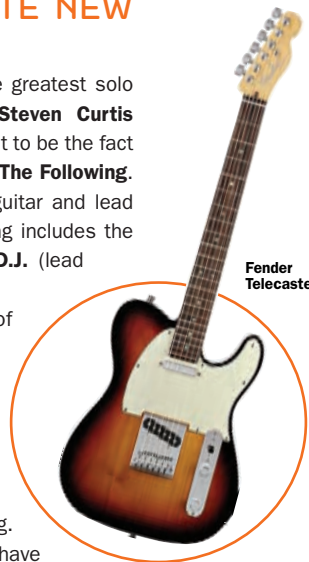 TE NEW
e greatest solo
Steven Curtis
t to be the fact
The Following.
guitar and lead
g includes the
D.J. (lead
of
Fender
Telecaste
g.
have